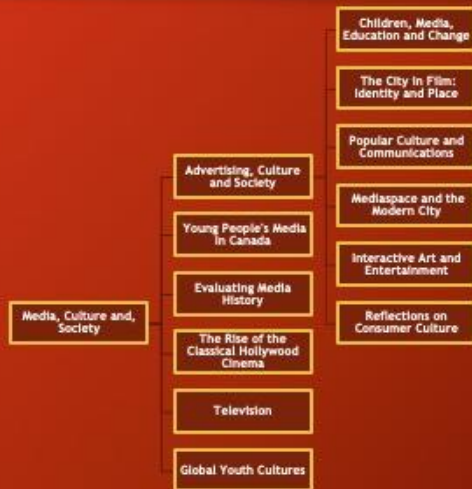 Media, Culture and,
Society
Advertising, Culture
and Society
Young People's Media
in Canada
Evaluating Media
History
The Rise of the
Classical Hollywood
Cinema
Television
Global Youth Cultures
Children, Media,
Education and Change
The City in Film:
Identity and Place
Popular Culture and
Communications
Mediaspace and the
Modern City
Interactive Art and
Entertainment
Reflections on
Consumer Culture